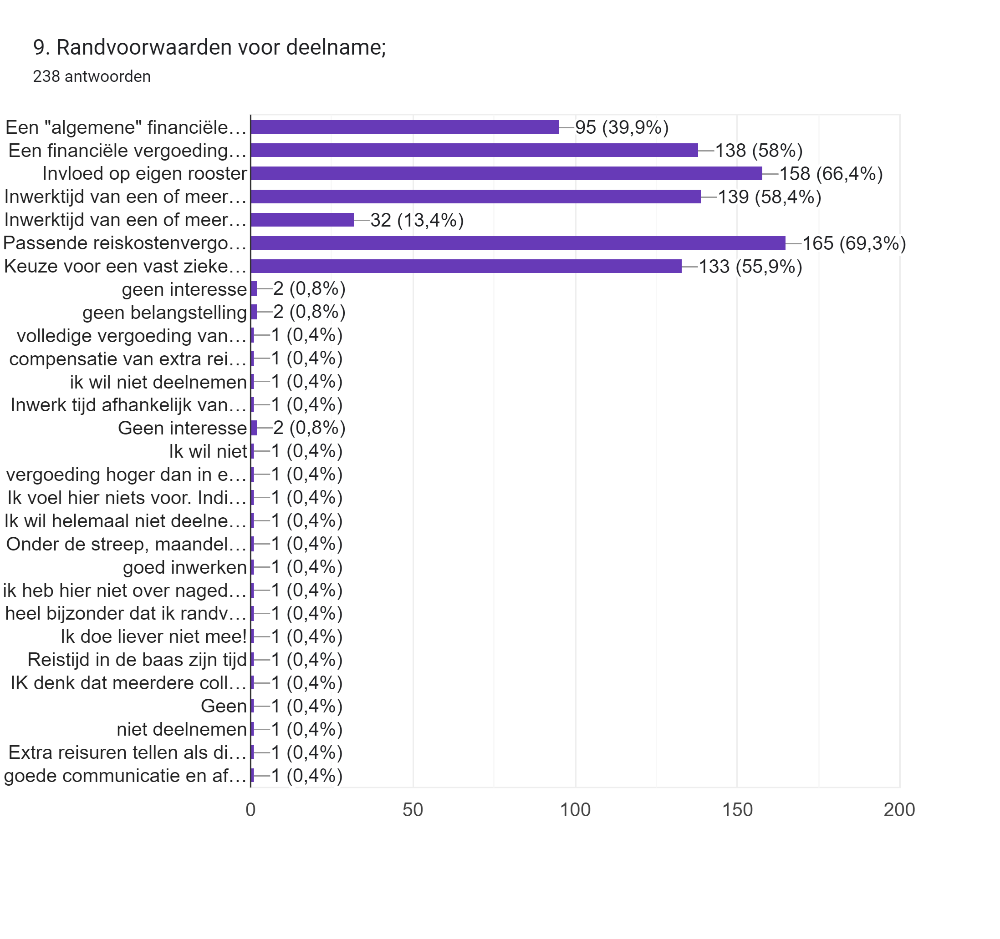 9. Randvoorwaarden voor deelname;
238 antwoorden
Een "algemene" financiële… 95 (39,9%)
Een financiële vergoeding… 138 (58%)
Invloed op eigen rooster 158 (66,4%)
Inwerktijd van een of meer… 139 (58,4%)
Inwerktijd van een of meer… 32 (13,4%)
Passende reiskostenvergo… 165 (69,3%)
Keuze voor een vast zieke… 133 (55,9%)
geen interesse 2 (0,8%)
geen belangstelling 2 (0,8%)
volledige vergoeding van… 1 (0,4%)
compensatie van extra rei… 1 (0,4%)
ik wil niet deelnemen 1 (0,4%)
Inwerk tijd afhankelijk van… 1 (0,4%)
Geen interesse 2 (0,8%)
Ik wil niet 1 (0,4%)
vergoeding hoger dan in e… 1 (0,4%)
Ik voel hier niets voor. Indi… 1 (0,4%)
Ik wil helemaal niet deelne… 1 (0,4%)
Onder de streep, maandel… 1 (0,4%)
goed inwerken 1 (0,4%)
ik heb hier niet over naged… 1 (0,4%)
heel bijzonder dat ik randv… 1 (0,4%)
Ik doe liever niet mee! 1 (0,4%)
Reistijd in de baas zijn tijd 1 (0,4%)
IK denk dat meerdere coll… 1 (0,4%)
Geen 1 (0,4%)
niet deelnemen 1 (0,4%)
Extra reisuren tellen als di… 1 (0,4%)
goede communicatie en af… 1 (0,4%)
0 50 100 150 200